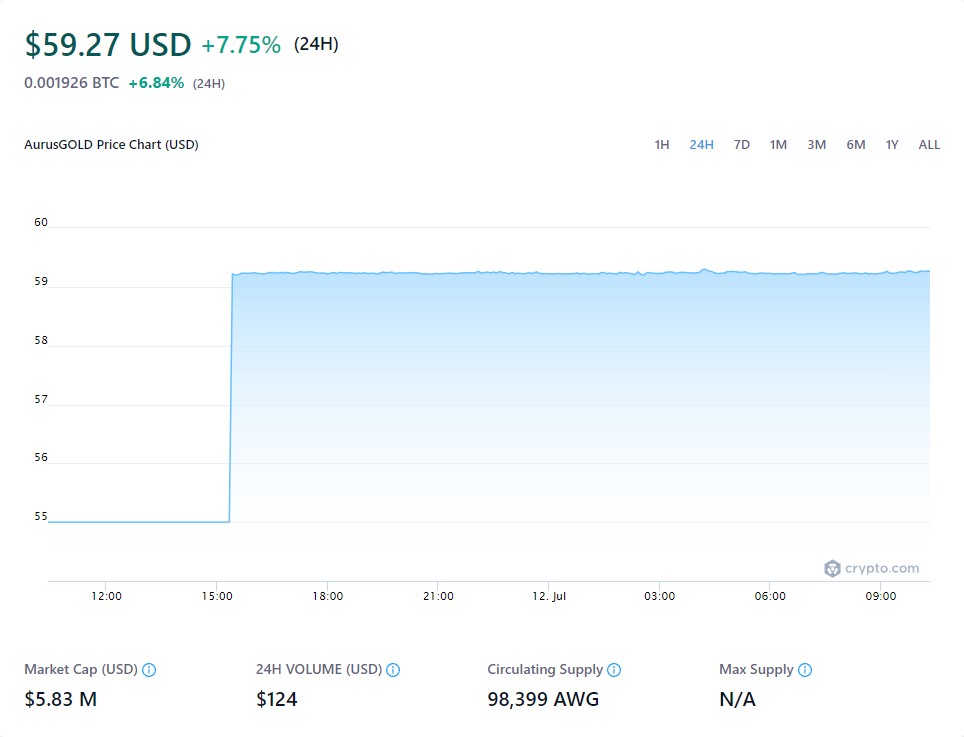 $59.27 USD +7.75% (24H)
0.001926 BTC +6.84% (24H)
AurusGOLD Price Chart (USD) 1H 24H 7D 1M 3M 6M 1Y ALL
60
59
58
57
56
55
crypto.com
12:00 15:00 18:00 21:00 12. Jul 03:00 06:00 09:00
Market Cap (USD) 24H VOLUME (USD) Circulating Supply Max Supply
$5.83 M $124 98,399 AWG N/A